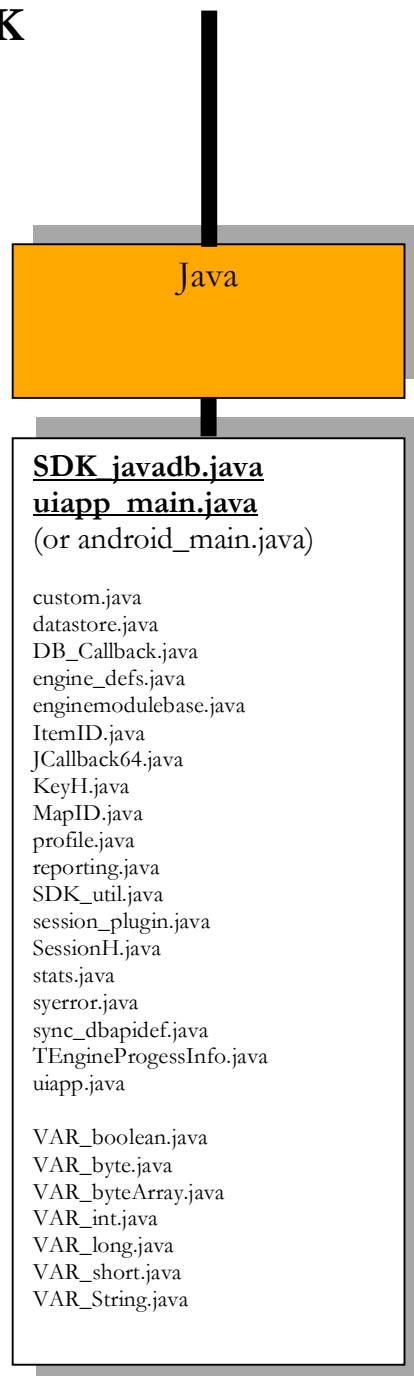 K
Java
SDK_javadb.java
uiapp_main.java
(or android_main.java)
custom.java
datastore.java
DB_Callback.java
engine_defs.java
enginemodulebase.java
ItemID.java
JCallback64.java
KeyH.java
MapID.java
profile.java
reporting.java
SDK_util.java
session_plugin.java
SessionH.java
stats.java
syerror.java
sync_dbapidef.java
TEngineProgessInfo.java
uiapp.java
VAR_boolean.java
VAR_byte.java
VAR_byteArray.java
VAR_int.java
VAR_long.java
VAR_short.java
VAR_String.java